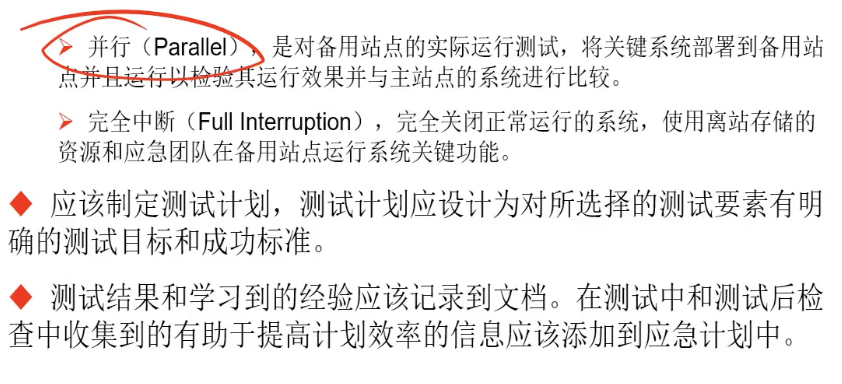 并行（Parallel），是对备用站点的实际运行测试，将关键系统部署到备用站
点并且运行以检验其运行效果并与主站点的系统进行比较。
完全中断（Full Interruption），完全关闭正常运行的系统，使用离站存储的
资源和应急团队在备用站点运行系统关键功能。
应该制定测试计划，测试计划应设计为对所选择的测试要素有明
确的测试目标和成功标准。
测试结果和学习到的经验应该记录到文档。在测试中和测试后检
查中收集到的有助于提高计划效率的信息应该添加到应急计划中。